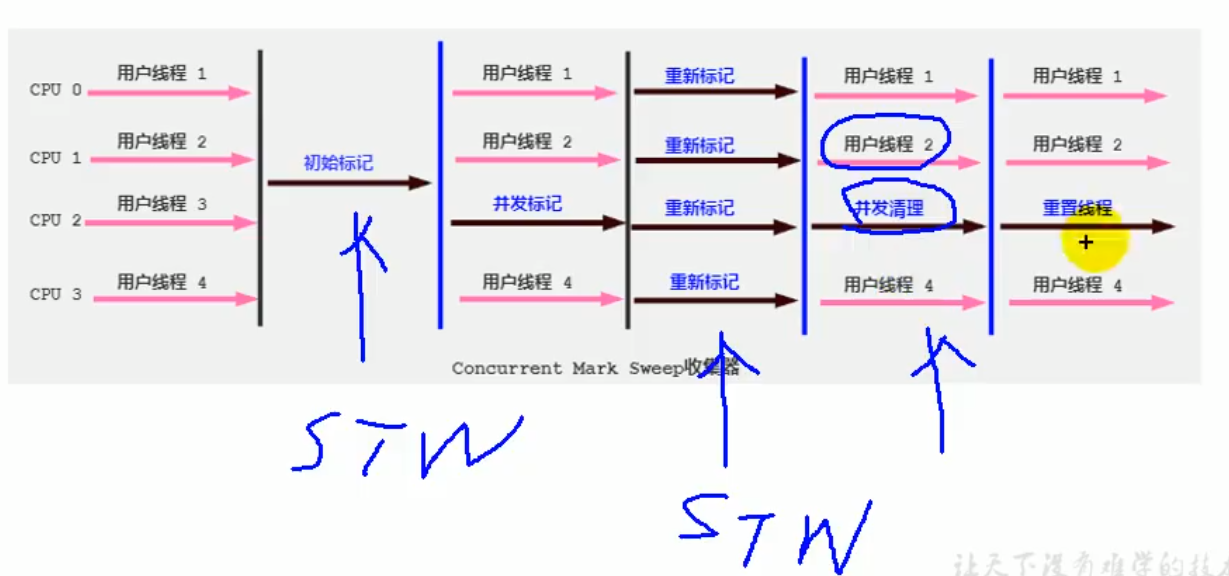 用户线程 1 用户线程 1 重新标记 用户线程 1 用户线程 1
CPU 0
用户线程 2 用户线程 2 重新标记 用户线程 2 用户线程 2
CPU 1
初始标记
用户线程 3 并发标记 重新标记 并发清理 重置线程
CPU 2
用户线程 4 用户线程 4 重新标记 用户线程 4 用户线程 4
CPU 3
Concurrent Mark Sweep收集器
STW
STW
让天下没有难学的技